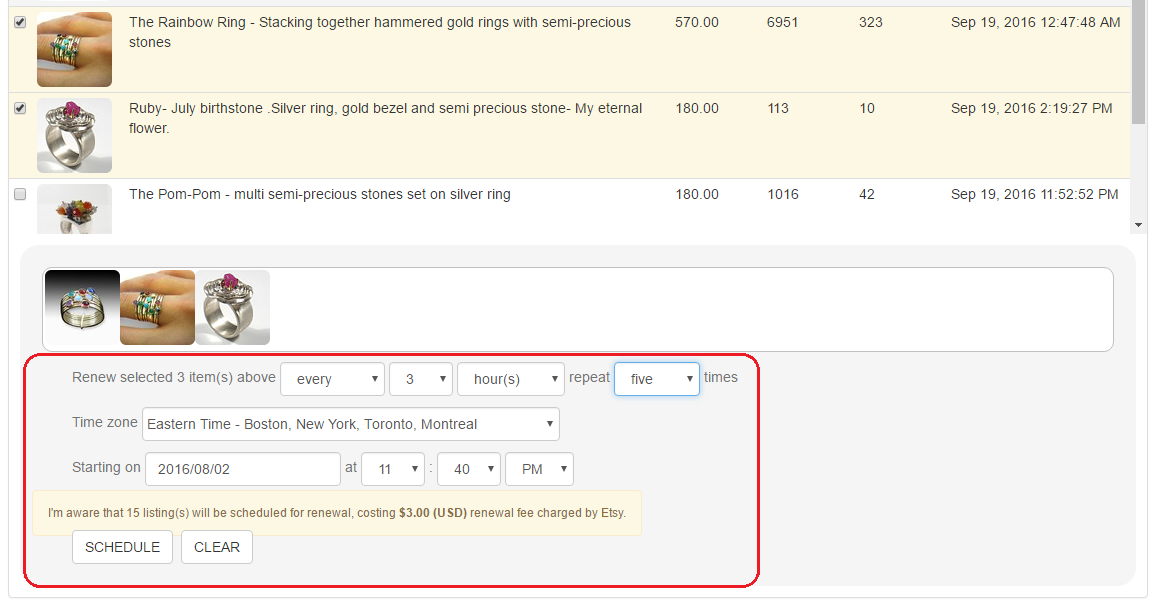 The Rainbow Ring - Stacking together hammered gold rings with semi-precious 570.00 6951 323 Sep 19, 2016 12:47:48 AM
stones
Ruby- July birthstone .Silver ring, gold bezel and semi precious stone- My eternal 180.00 113 10 Sep 19, 2016 2:19:27 PM
flower.
The Pom-Pom - multi semi-precious stones set on silver ring 180.00 1016 42 Sep 19, 2016 11:52:52 PM
Renew selected 3 item(s) above every 3 hour(s) repeat five times
Time zone Eastern Time - Boston, New York, Toronto, Montreal
Starting on 2016/08/02 at 11 : 40 PM
I'm aware that 15 listing(s) will be scheduled for renewal, costing $3.00 (USD) renewal fee charged by Etsy.
SCHEDULE CLEAR